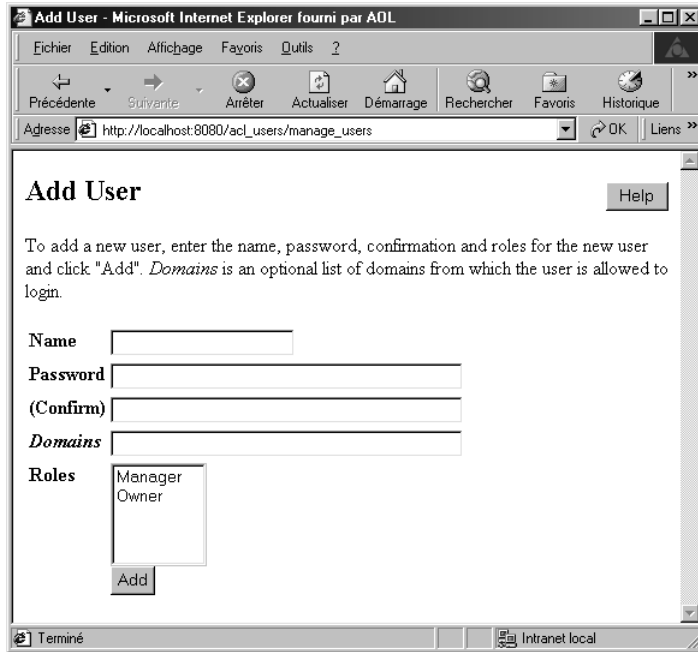 Add User - Microsoft Internet Explorer fourni par AOL
Fichier Edition Affichage Favoris Outils ?
Précédente Suivante Arrêter Actualiser Démarrage Rechercher Favoris Historique »
Adresse http://localhost:8080/acl_users/manage_users OK Liens »
Add User
Help
To add a new user, enter the name, password, confirmation and roles for the new user
and click "Add". Domains is an optional list of domains from which the user is allowed to
login.
Name
Password
(Confirm)
Domains
Roles
Manager
Owner
Add
Terminé Intranet local